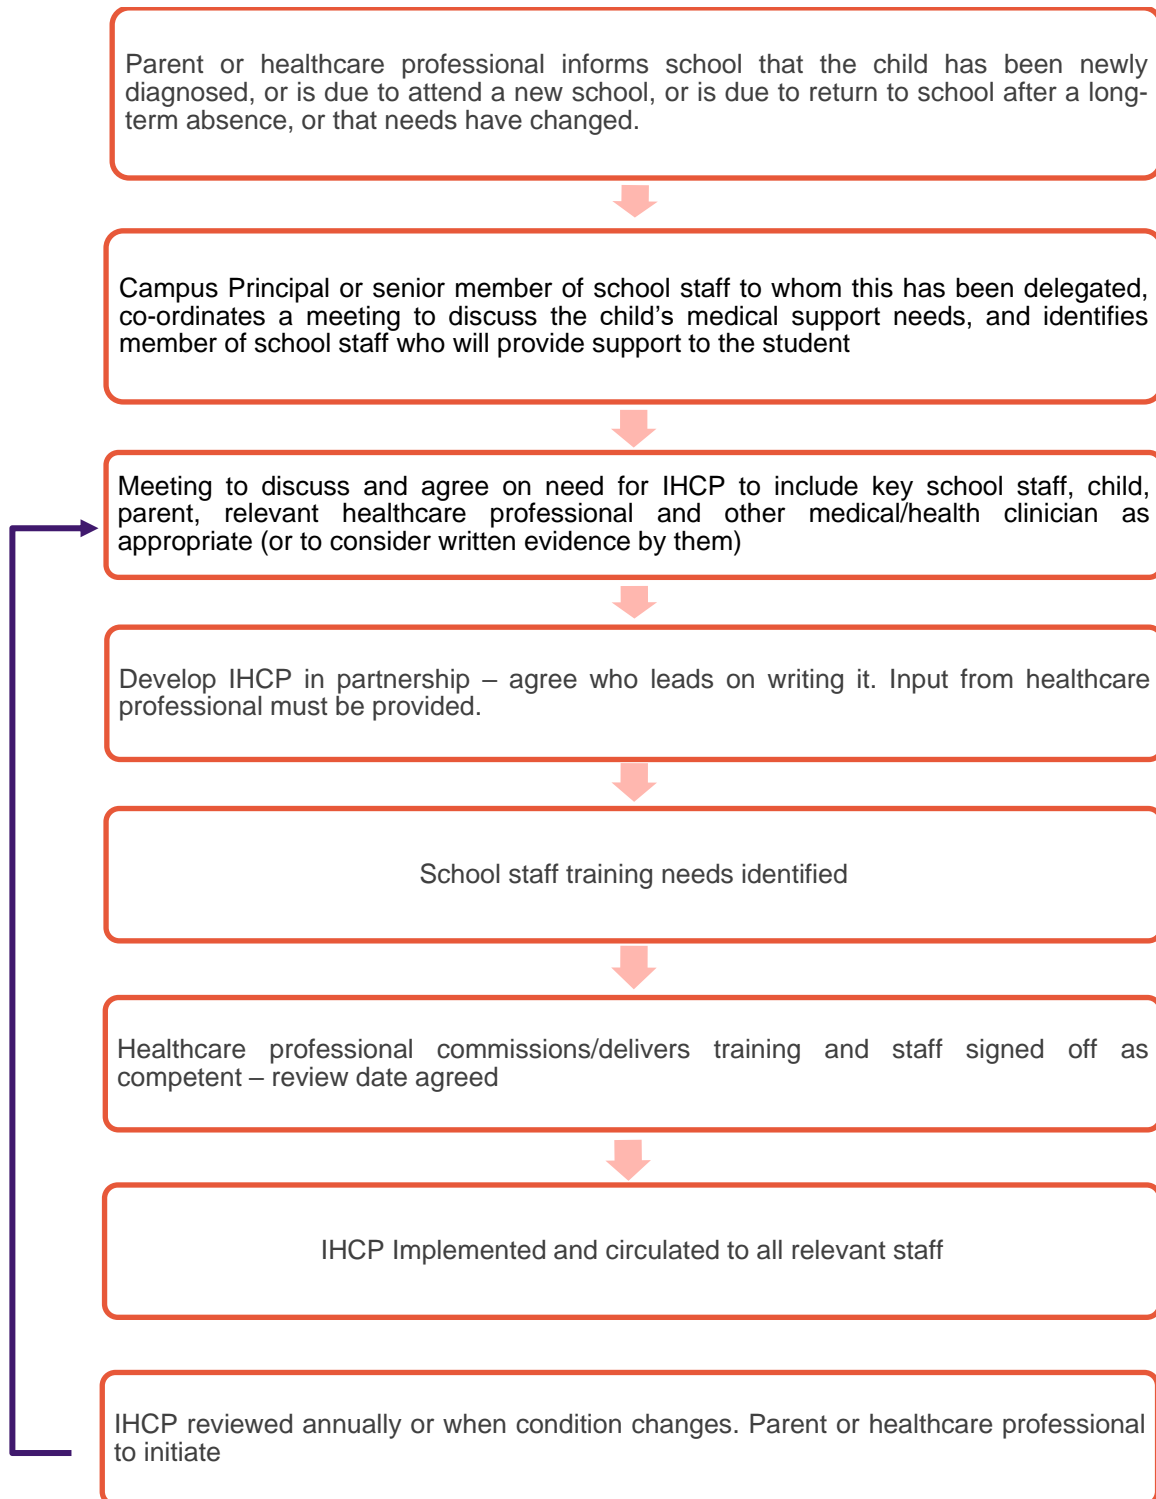 Parent or healthcare professional informs school that the child has been newly
diagnosed, or is due to attend a new school, or is due to return to school after a long-
term absence, or that needs have changed.
Campus Principal or senior member of school staff to whom this has been delegated,
co-ordinates a meeting to discuss the child’s medical support needs, and identifies
member of school staff who will provide support to the student
Meeting to discuss and agree on need for IHCP to include key school staff, child,
parent, relevant healthcare professional and other medical/health clinician as
appropriate (or to consider written evidence by them)
Develop IHCP in partnership – agree who leads on writing it. Input from healthcare
professional must be provided.
School staff training needs identified
Healthcare professional commissions/delivers training and staff signed off as
competent – review date agreed
IHCP Implemented and circulated to all relevant staff
IHCP reviewed annually or when condition changes. Parent or healthcare professional
to initiate